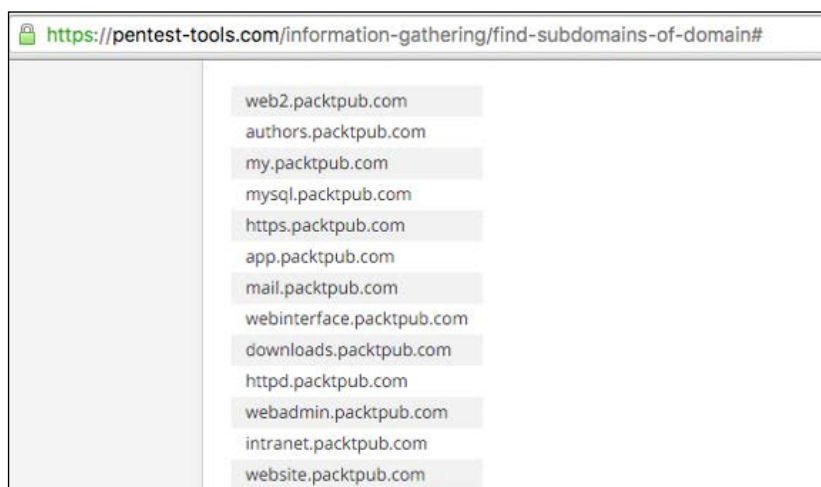 https://pentest-tools.com/information-gathering/find-subdomains-of-domain#
web2.packtpub.com
authors.packtpub.com
my.packtpub.com
mysql.packtpub.com
https.packtpub.com
app.packtpub.com
mail.packtpub.com
webinterface.packtpub.com
downloads.packtpub.com
httpd.packtpub.com
webadmin.packtpub.com
intranet.packtpub.com
website.packtpub.com